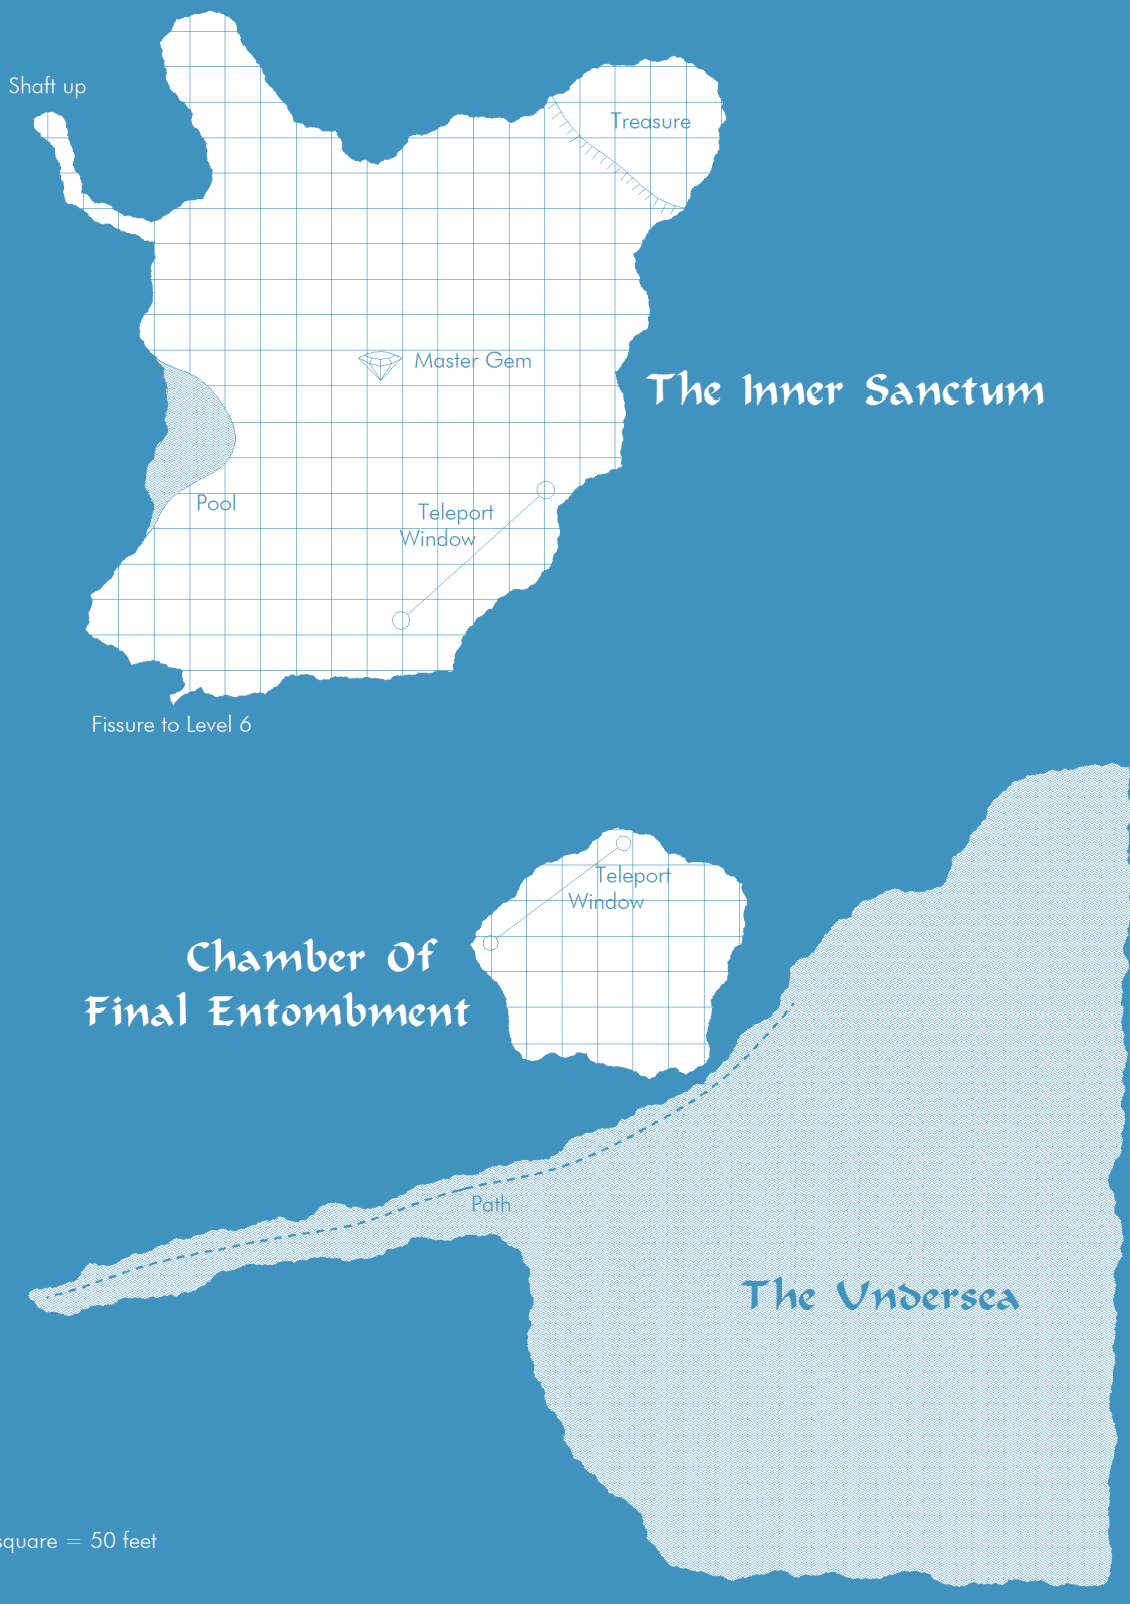 Shaft up
Treasure
Master Gem
The Inner Sanctum
Pool
Teleport
Window
Fissure to Level 6
Teleport
Window
Chamber Of
Final Entombment
Path
The Undersea
square = 50 feet